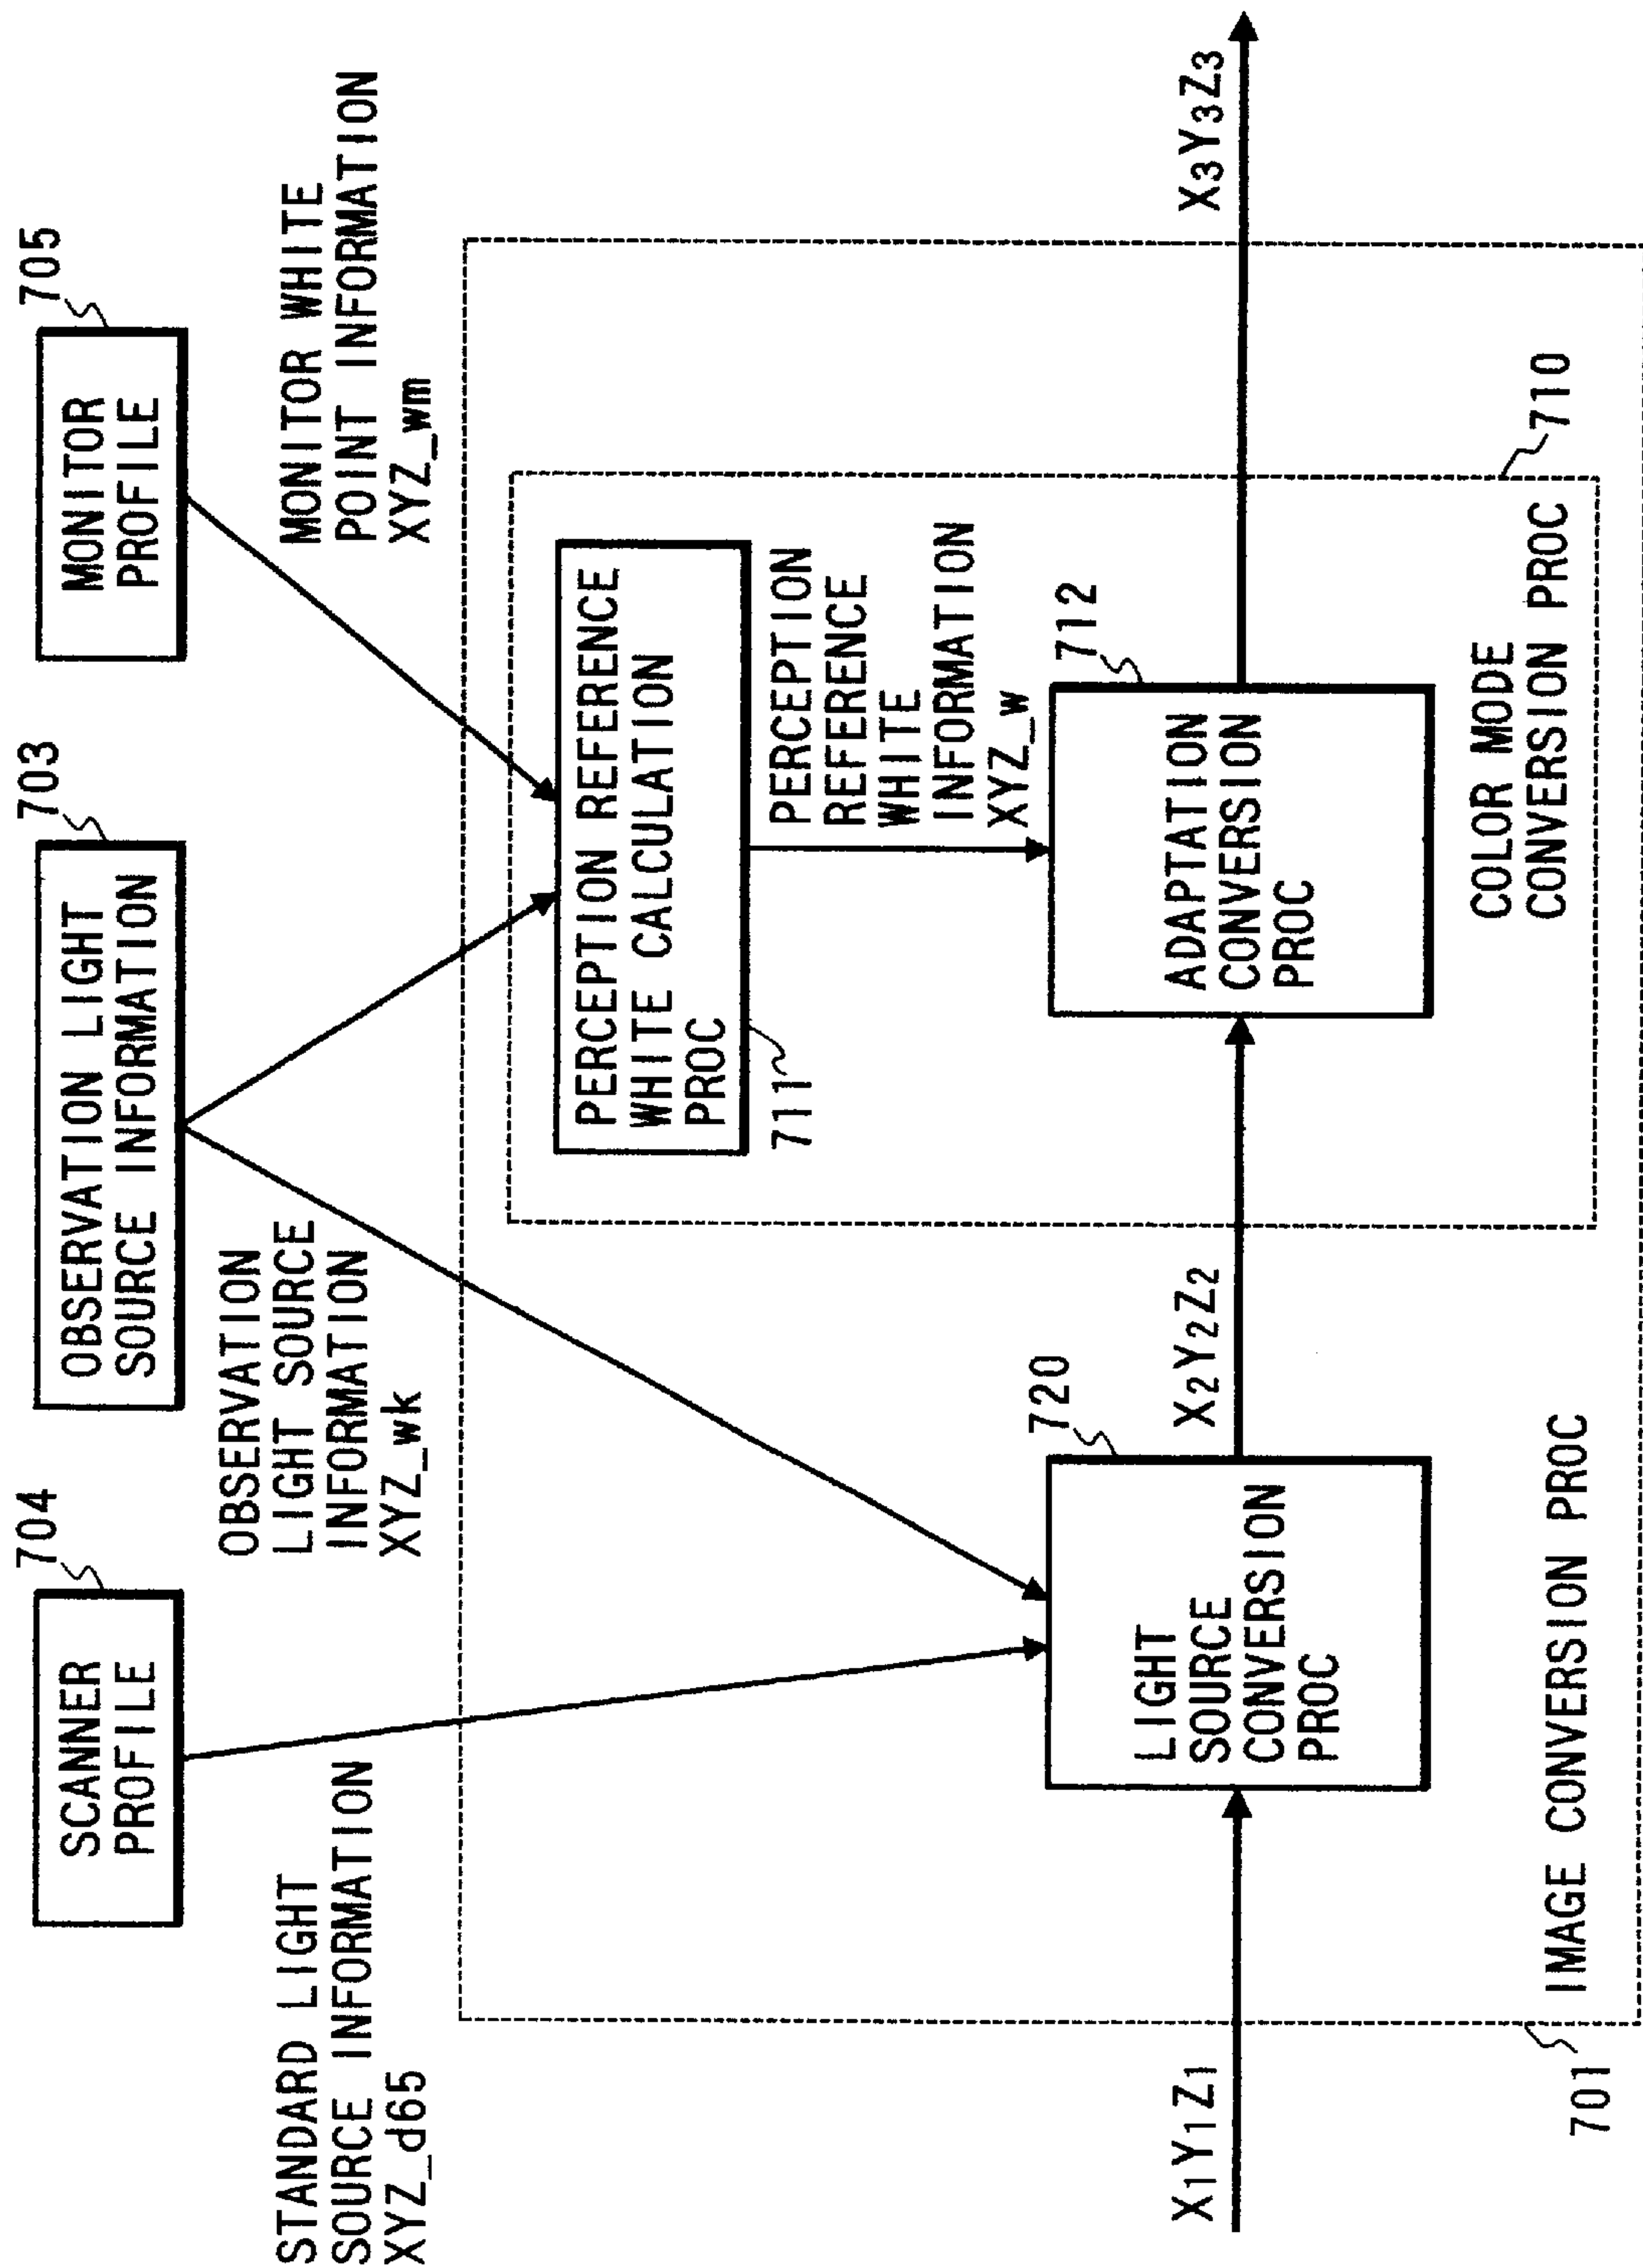 704
SCANNER
PROFILE
703
OBSERVATION LIGHT
SOURCE INFORMATION
705
MONITOR
PROFILE
STANDARD LIGHT
SOURCE INFORMATION
XYZ_d65
OBSERVATION
LIGHT SOURCE
INFORMATION
XYZ_wk
MONITOR WHITE
POINT INFORMATION
XYZ_wm
PERCEPTION REFERENCE
WHITE CALCULATION
PROC
711
PERCEPTION
REFERENCE
WHITE
INFORMATION
XYZ_w
X1Y1Z1
720
LIGHT
SOURCE
CONVERSION
PROC
X2Y2Z2
712
ADAPTATION
CONVERSION
PROC
X3Y3Z3
COLOR MODE
CONVERSION PROC
710
701
IMAGE CONVERSION PROC